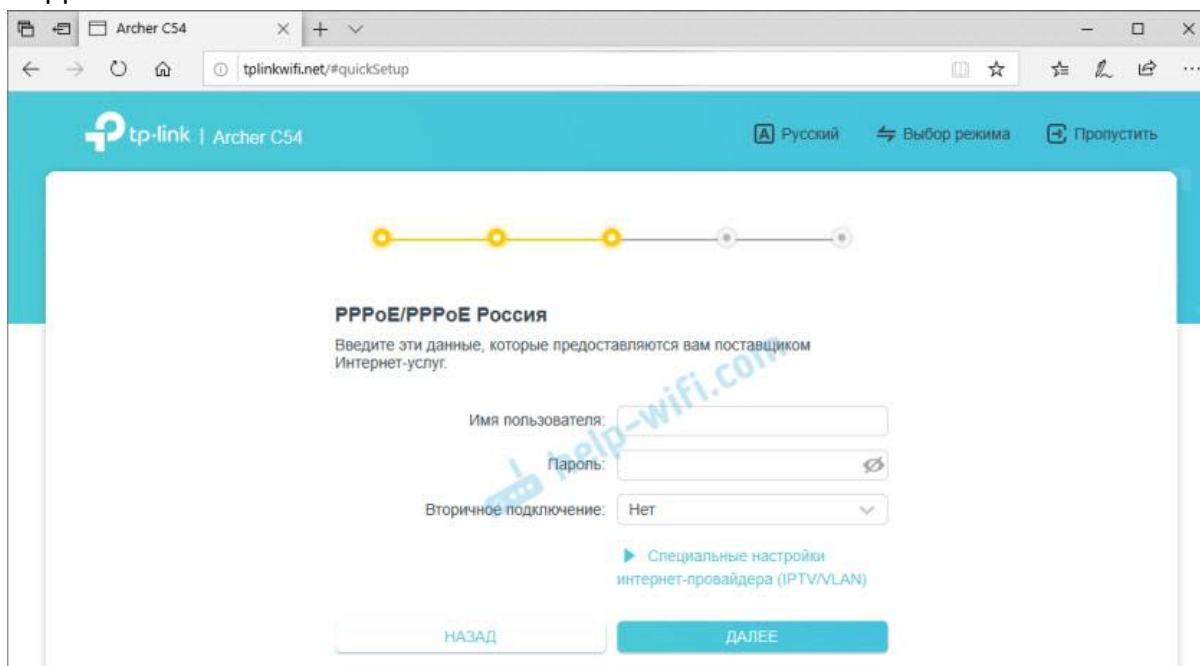 Archer C54
tplinkwifi.net/#quickSetup
tp-link | Archer C54
Русский
Выбор режима
Пропустить
PPPoE/PPPoE Россия
Введите эти данные, которые предоставляются вам поставщиком
Интернет-услуг.
Имя пользователя:
Пароль:
Вторичное подключение: Нет
Специальные настройки
интернет-провайдера (IPTV/VLAN)
НАЗАД
ДАЛЕЕ
help-wifi.com